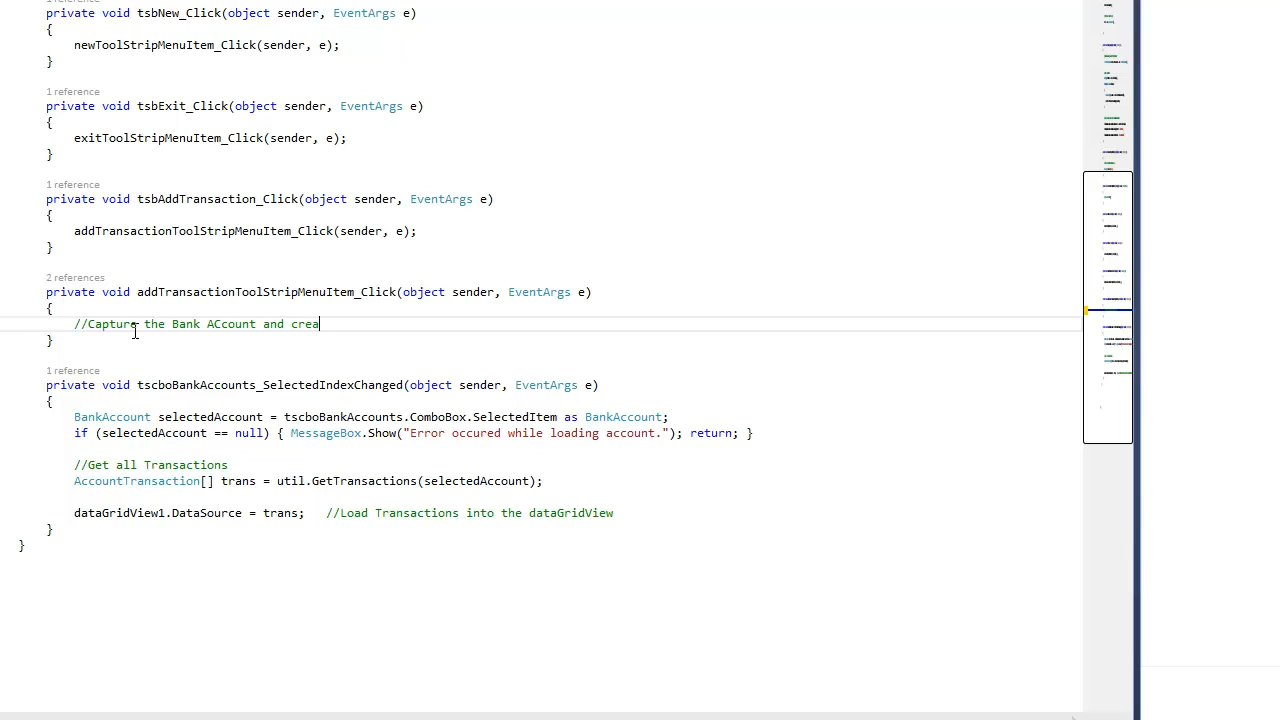 private void tsbNew_Click(object sender, EventArgs e)
{
newToolStripMenuItem_Click(sender, e);
}
1 reference
private void tsbExit_Click(object sender, EventArgs e)
{
exitToolStripMenuItem_Click(sender, e);
}
1 reference
private void tsbAddTransaction_Click(object sender, EventArgs e)
{
addTransactionToolStripMenuItem_Click(sender, e);
}
2 references
private void addTransactionToolStripMenuItem_Click(object sender, EventArgs e)
{
//Capture the Bank ACcount and crea
}
1 reference
private void tscboBankAccounts_SelectedIndexChanged(object sender, EventArgs e)
{
BankAccount selectedAccount = tscboBankAccounts.ComboBox.SelectedItem as BankAccount;
if (selectedAccount == null) { MessageBox.Show("Error occured while loading account."); return; }
//Get all Transactions
AccountTransaction[] trans = util.GetTransactions(selectedAccount);
dataGridView1.DataSource = trans; //Load Transactions into the dataGridView
}
}